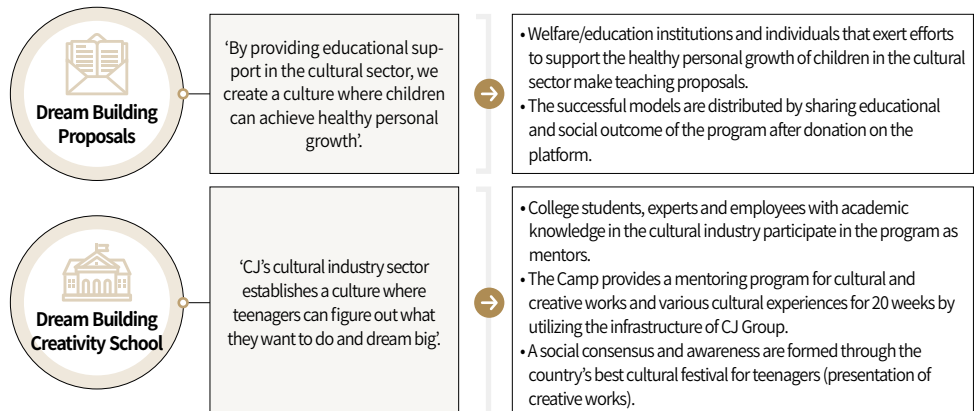 Dream Building
Proposals
‘By providing educational sup-
port in the cultural sector, we
create a culture where children
can achieve healthy personal
growth’.
• Welfare/education institutions and individuals that exert efforts
to support the healthy personal growth of children in the cultural
sector make teaching proposals.
• The successful models are distributed by sharing educational
and social outcome of the program after donation on the
platform.
Dream Building
Creativity School
‘CJ’s cultural industry sector
establishes a culture where
teenagers can figure out what
they want to do and dream big’.
• College students, experts and employees with academic
knowledge in the cultural industry participate in the program as
mentors.
• The Camp provides a mentoring program for cultural and
creative works and various cultural experiences for 20 weeks by
utilizing the infrastructure of CJ Group.
• A social consensus and awareness are formed through the
country’s best cultural festival for teenagers (presentation of
creative works).